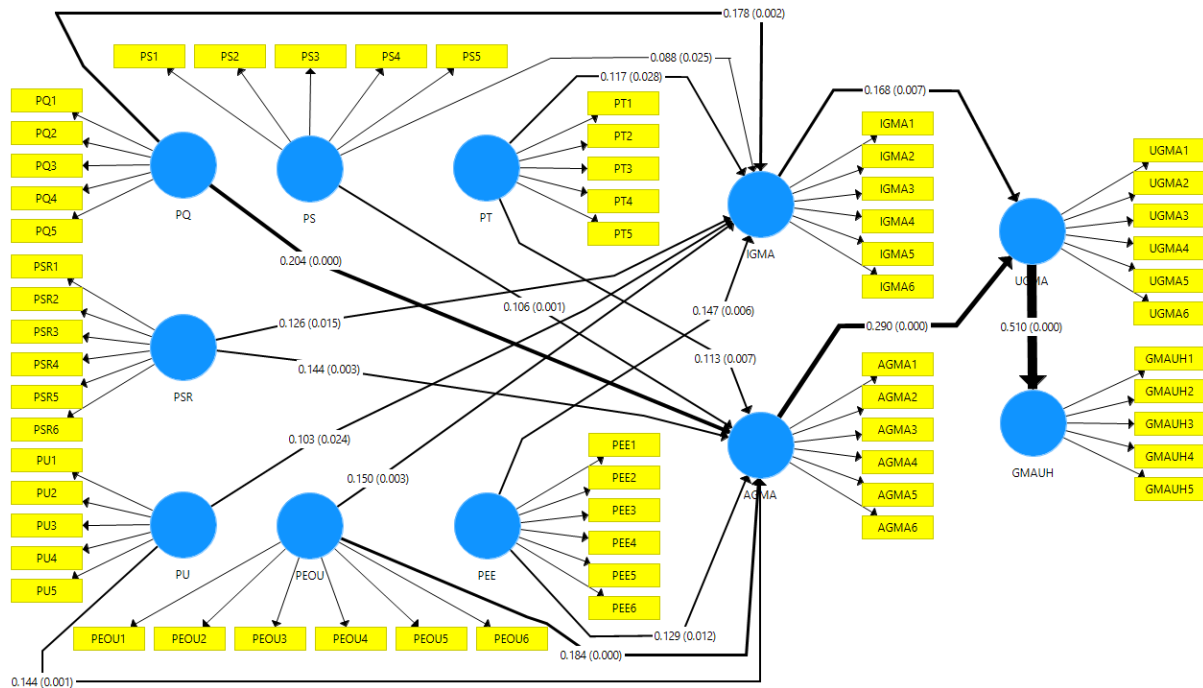 0.178 (0.002)
PS1
PS2
PS3
PS4
PS5
0.088 (0.025)
0.117 (0.028)
0.168 (0.007)
PQ1
PQ2
PQ3
PQ4
PQ5
PQ
PS
PT
PT1
PT2
PT3
PT4
PT5
IGMA
IGMA1
IGMA2
IGMA3
IGMA4
IGMA5
IGMA6
UGMA
UGMA1
UGMA2
UGMA3
UGMA4
UGMA5
UGMA6
0.204 (0.000)
0.106 (0.001)
0.147 (0.006)
0.126 (0.015)
0.113 (0.007)
0.290 (0.000)
0.510 (0.000)
PSR1
PSR2
PSR3
PSR4
PSR5
PSR6
PSR
0.144 (0.003)
0.103 (0.024)
0.150 (0.003)
AGMA
AGMA1
AGMA2
AGMA3
AGMA4
AGMA5
AGMA6
GMAUH
GMAUH1
GMAUH2
GMAUH3
GMAUH4
GMAUH5
PU1
PU2
PU3
PU4
PU5
PU
PEOU
PEE
PEE1
PEE2
PEE3
PEE4
PEE5
PEE6
PEOU1
PEOU2
PEOU3
PEOU4
PEOU5
PEOU6
0.129 (0.012)
0.184 (0.000)
0.144 (0.001)